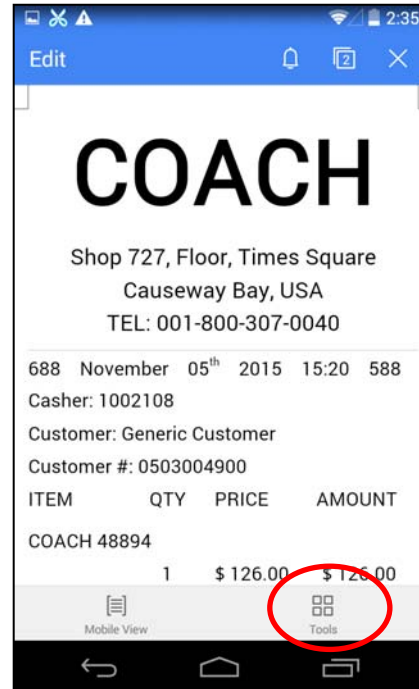 2:35
Edit 2
COACH
Shop 727, Floor, Times Square
Causeway Bay, USA
TEL: 001-800-307-0040
688 November 05th 2015 15:20 588
Casher: 1002108
Customer: Generic Customer
Customer #: 0503004900
ITEM QTY PRICE AMOUNT
COACH 48894
1 $ 126.00 $ 126.00
Mobile View Tools